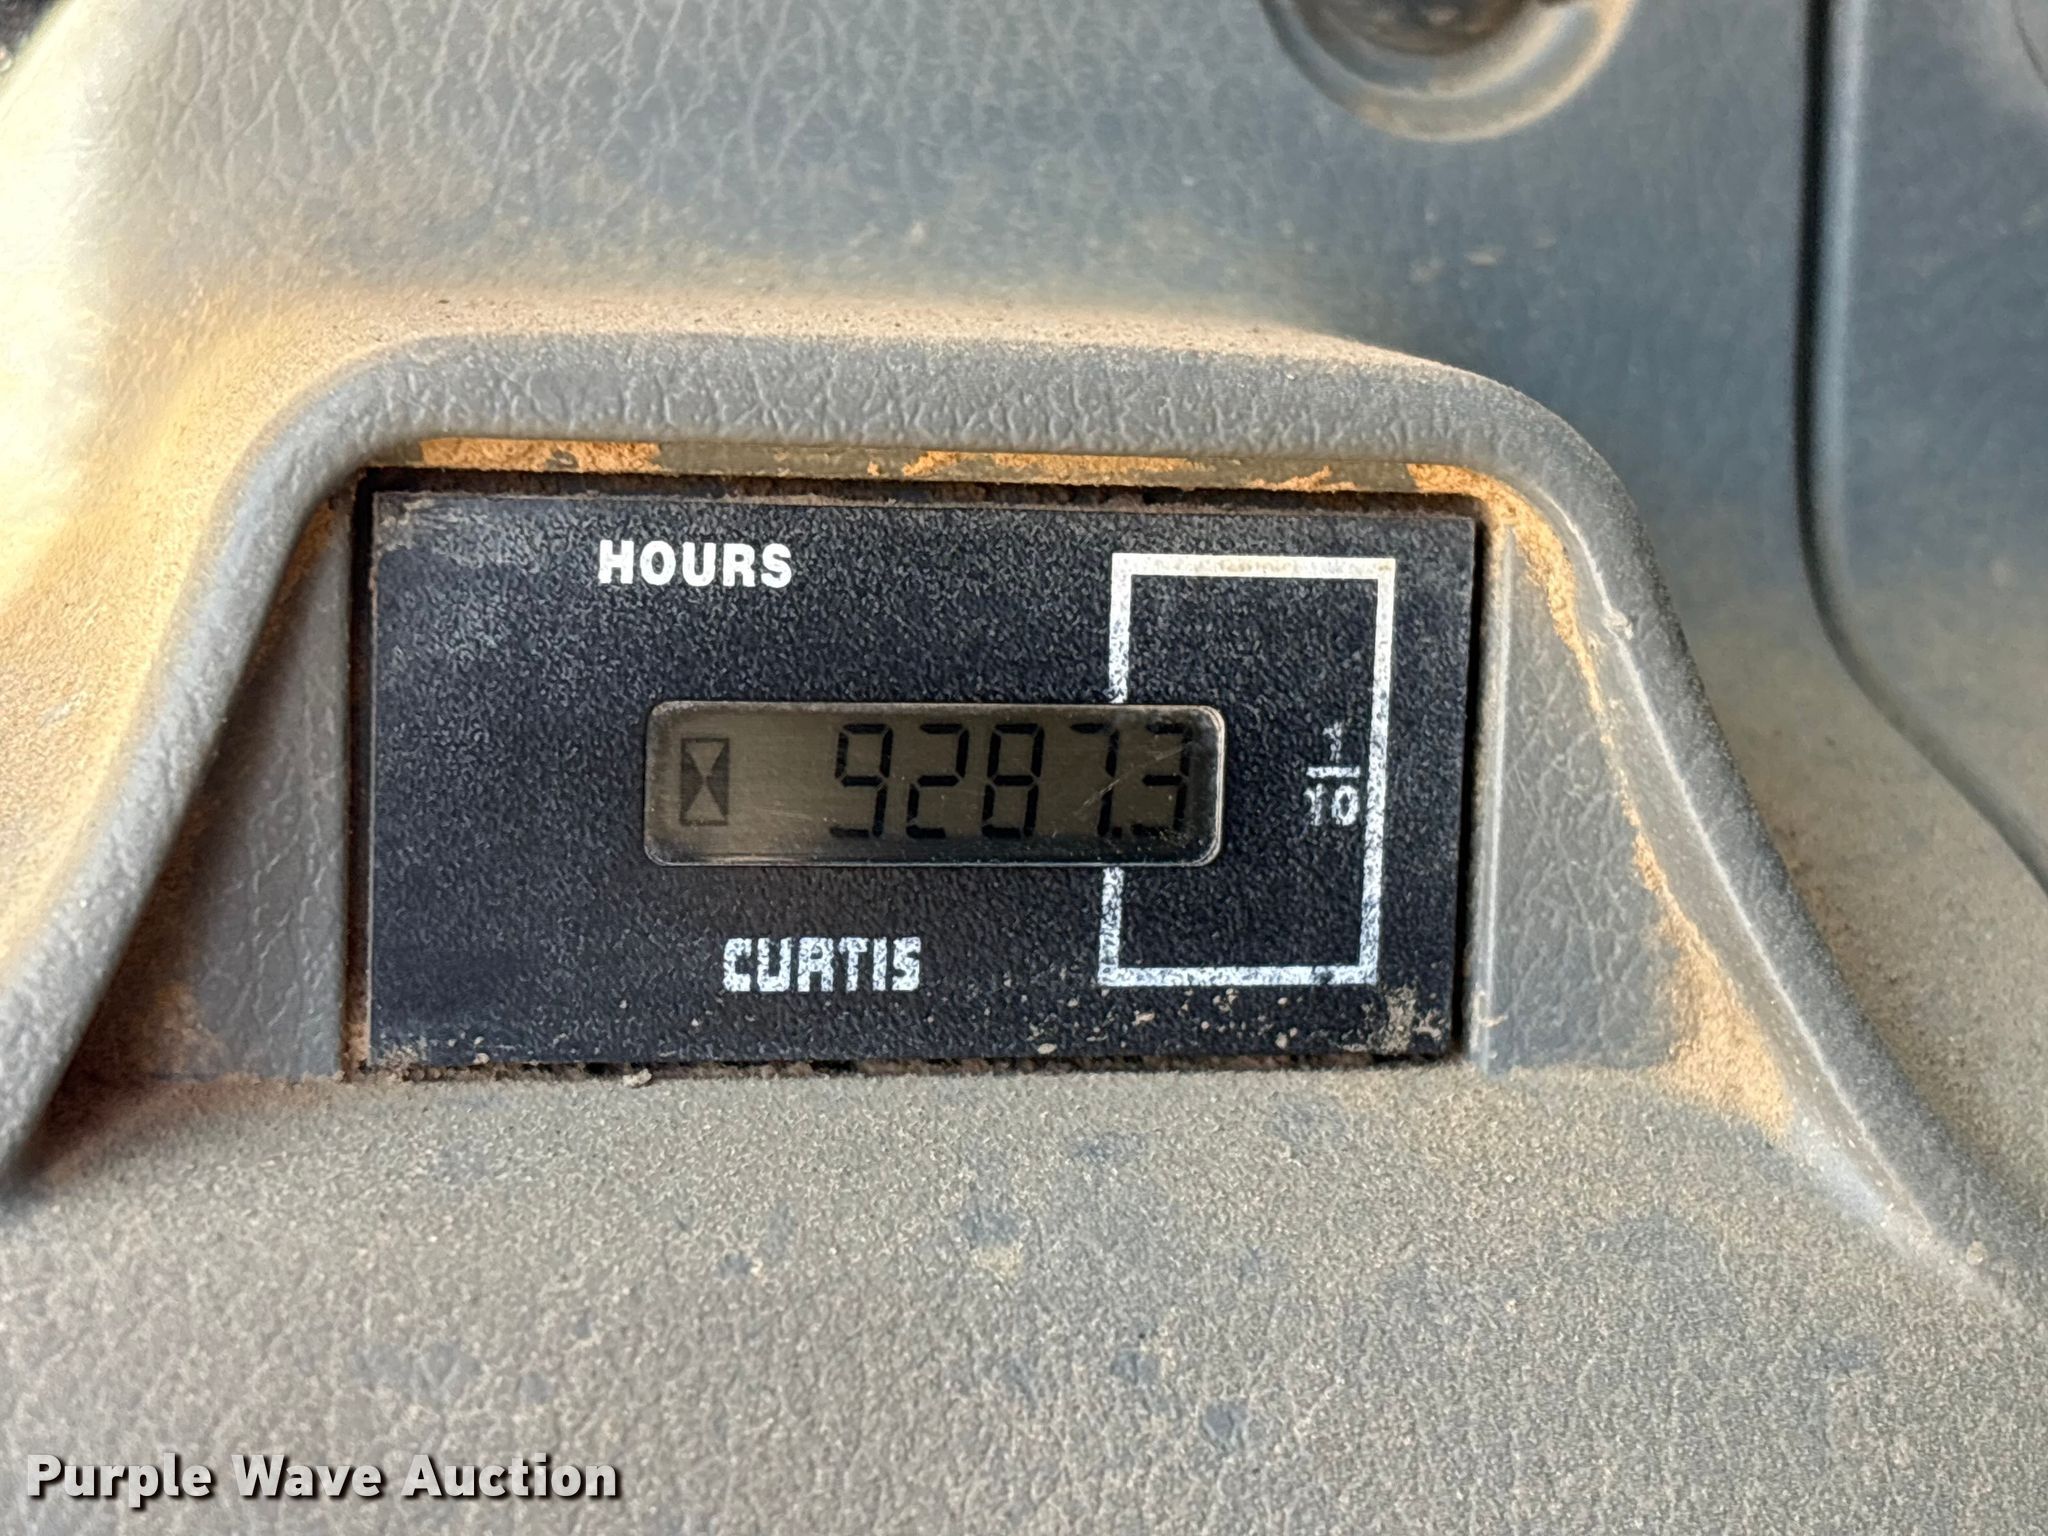 HOURS
9287.3
1
10
CURTIS
Purple Wave Auction